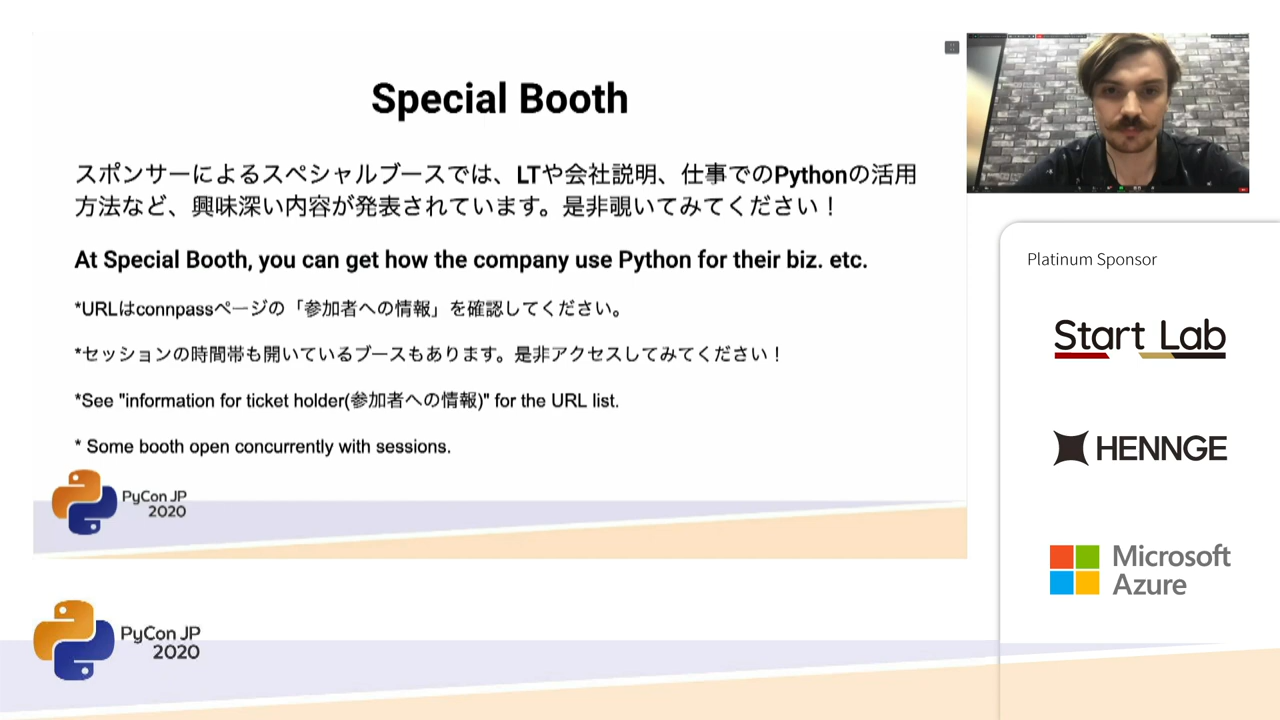 Special Booth
スポンサーによるスペシャルブースでは、LTや会社説明、仕事でのPythonの活用
方法など、興味深い内容が発表されています。是非覗いてみてください！
At Special Booth, you can get how the company use Python for their biz. etc.
*URLはconnpassページの「参加者への情報」を確認してください。
*セッションの時間帯も開いているブースもあります。是非アクセスしてみてください！
*See "information for ticket holder(参加者への情報)" for the URL list.
* Some booth open concurrently with sessions.
PyCon JP
2020
Platinum Sponsor
Start Lab
HENNGE
Microsoft
Azure
PyCon JP
2020